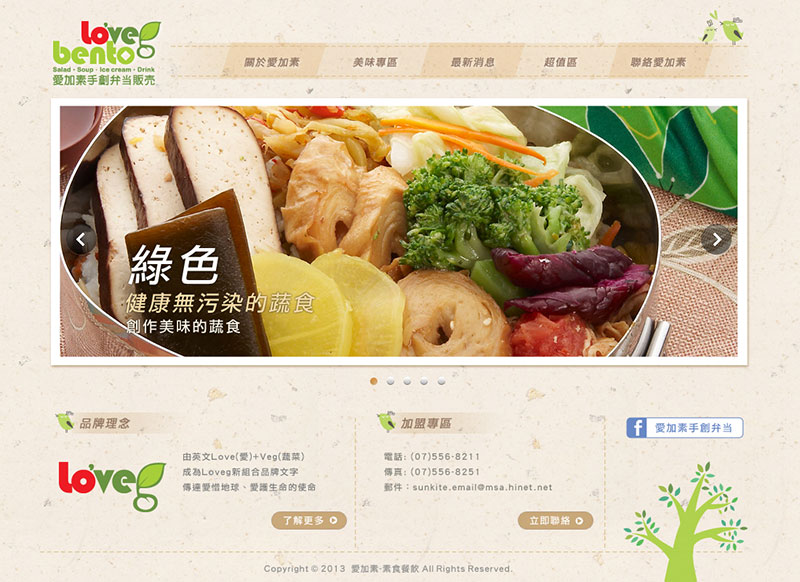 Loveg
bento
Salad · Soup · Ice cream · Drink
愛加素手創弁当販売
關於愛加素
美味專區
最新消息
超值區
聯絡愛加素
綠色
健康無污染的蔬食
創作美味的蔬食
品牌理念
加盟專區
愛加素手創弁当
Loveg
由英文Love(愛)+Veg(蔬菜)
成為Loveg新組合品牌文字
傳達愛惜地球、愛護生命的使命
了解更多
電話: (07)556-8211
傳真: (07)556-8251
郵件：sunkite.email@msa.hinet.net
立即聯絡
Copyright © 2013 愛加素-素食餐飲 All Rights Reserved.